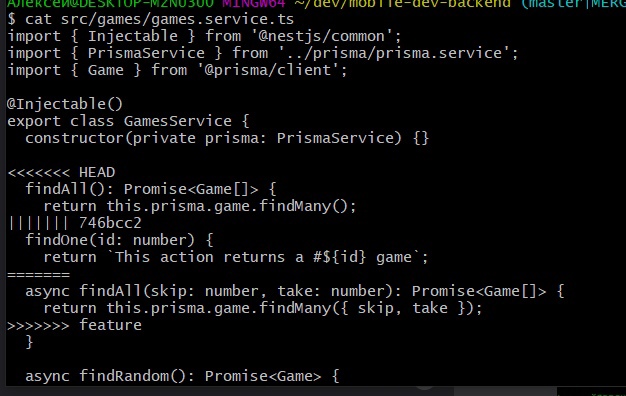 Алексей@DESKTOP-M2NO3OO MINGW64 ~/dev/mobile-dev-backend (master|MERG
$ cat src/games/games.service.ts
import { Injectable } from '@nestjs/common';
import { PrismaService } from '../prisma/prisma.service';
import { Game } from '@prisma/client';
@Injectable()
export class GamesService {
  constructor(private prisma: PrismaService) {}
<<<<<<< HEAD
  findAll(): Promise<Game[]> {
    return this.prisma.game.findMany();
||||||| 746bcc2
  findOne(id: number) {
    return `This action returns a #${id} game`;
=======
  async findAll(skip: number, take: number): Promise<Game[]> {
    return this.prisma.game.findMany({ skip, take });
>>>>>>> feature
  }
  async findRandom(): Promise<Game> {